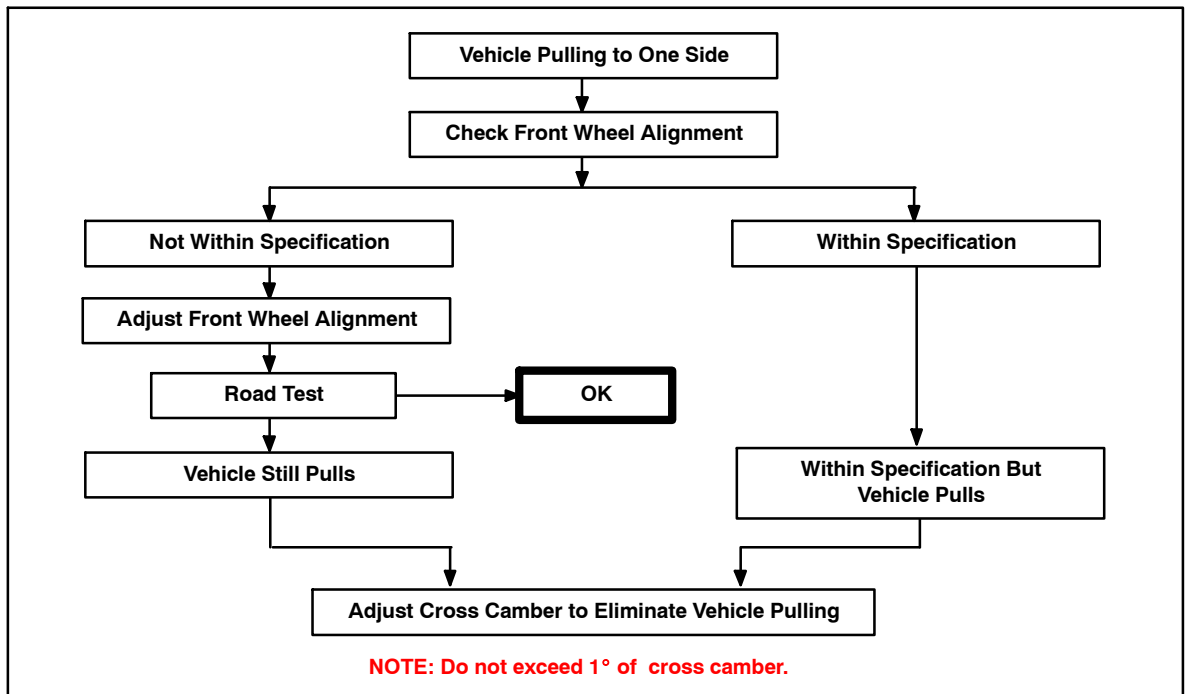 Vehicle Pulling to One Side
Check Front Wheel Alignment
Not Within Specification
Within Specification
Adjust Front Wheel Alignment
Road Test
OK
Vehicle Still Pulls
Within Specification But
Vehicle Pulls
Adjust Cross Camber to Eliminate Vehicle Pulling
NOTE: Do not exceed 1° of cross camber.